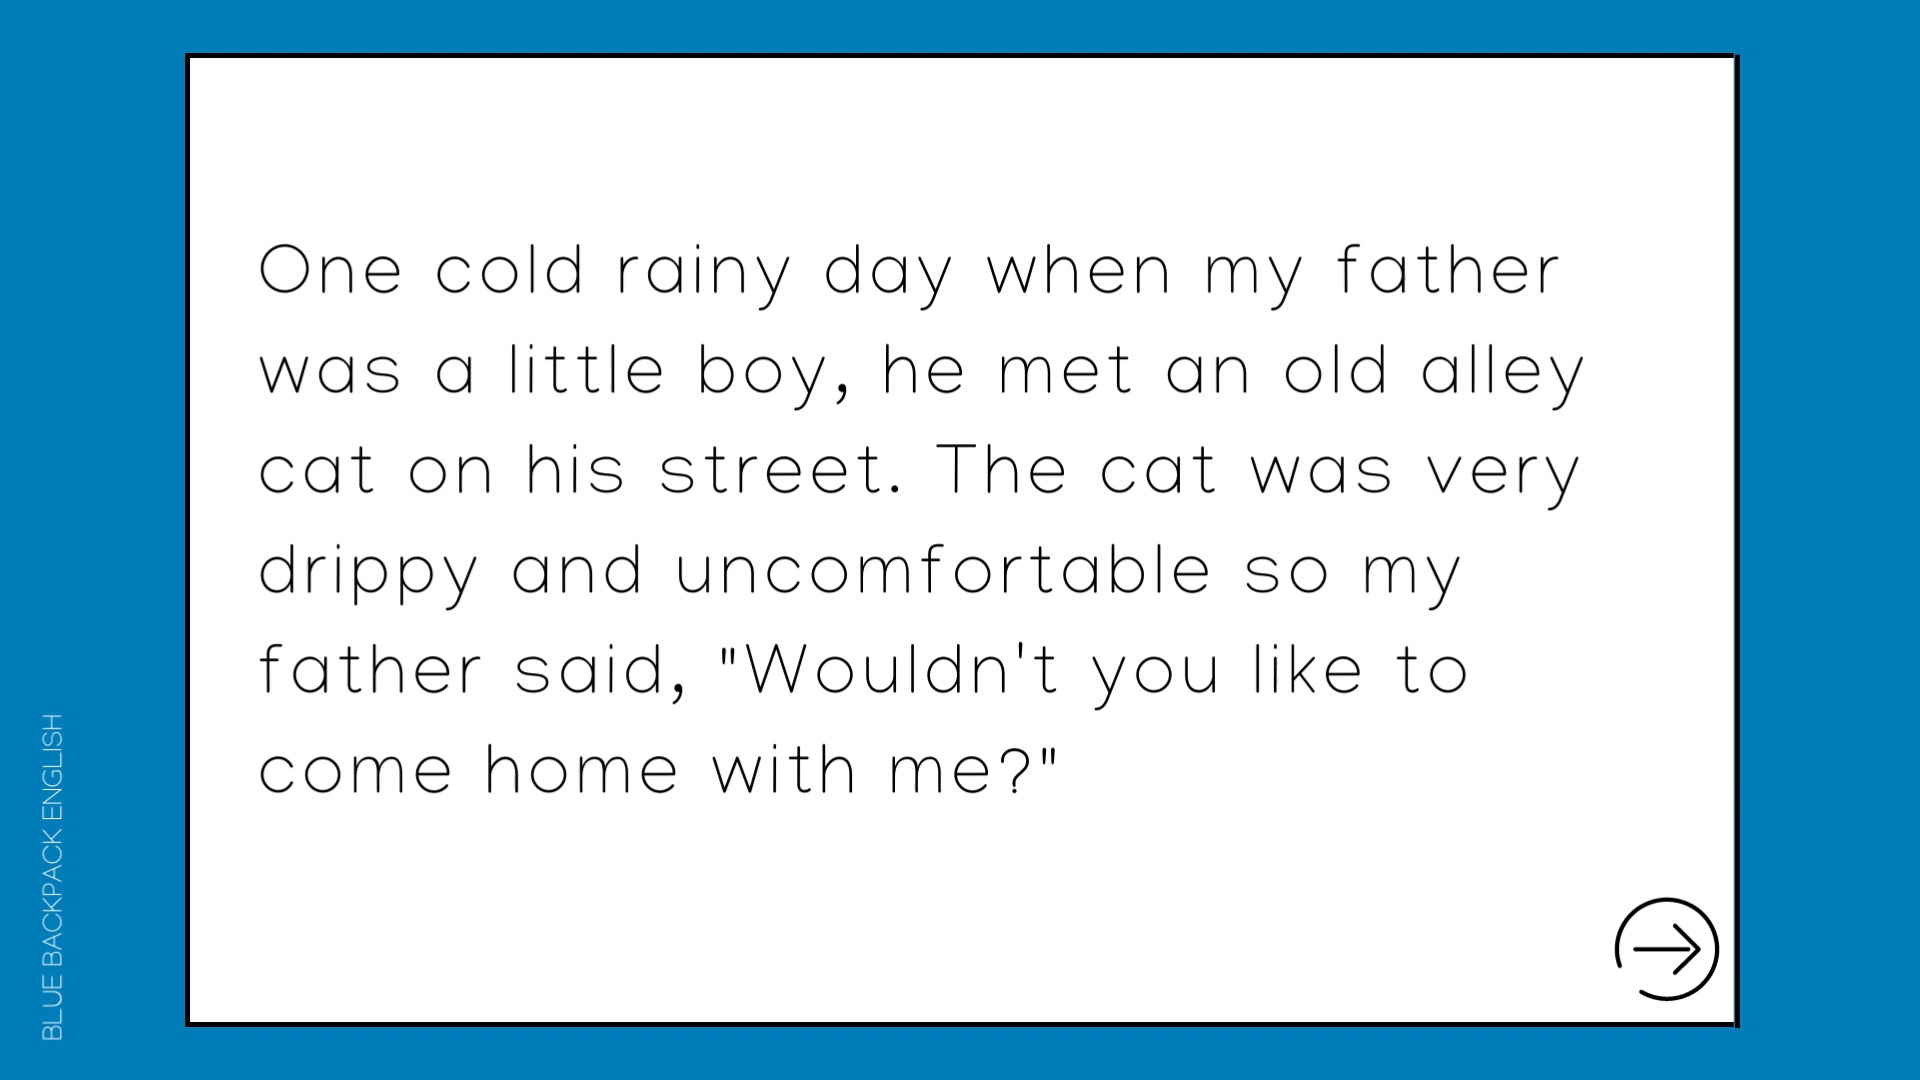 One cold rainy day when my father
was a little boy, he met an old alley
cat on his street. The cat was very
drippy and uncomfortable so my
father said, "Wouldn't you like to
come home with me?"
BLUE BACKPACK ENGLISH